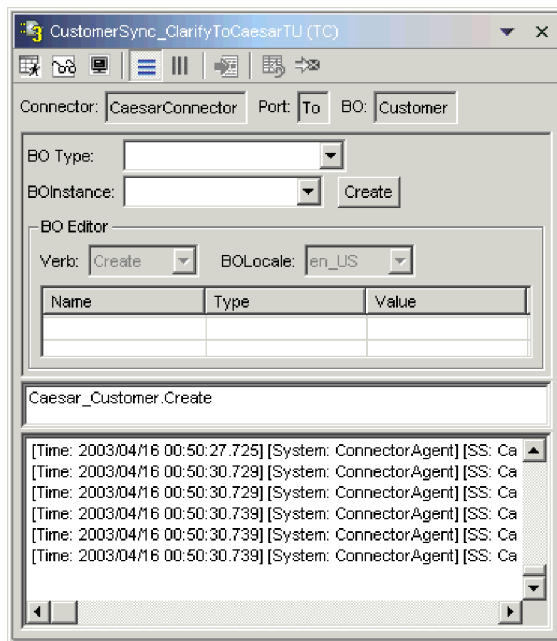 CustomerSync_ClarifyToCaesarTU (TC)
Connector: CaesarConnector Port: To BO: Customer
BO Type:
BOInstance: Create
BO Editor
Verb: Create BOLocale: en_US
Name Type Value
Caesar_Customer.Create
[Time: 2003/04/16 00:50:27.725] [System: ConnectorAgent] [SS: Ca
[Time: 2003/04/16 00:50:30.729] [System: ConnectorAgent] [SS: Ca
[Time: 2003/04/16 00:50:30.729] [System: ConnectorAgent] [SS: Ca
[Time: 2003/04/16 00:50:30.739] [System: ConnectorAgent] [SS: Ca
[Time: 2003/04/16 00:50:30.739] [System: ConnectorAgent] [SS: Ca
[Time: 2003/04/16 00:50:30.739] [System: ConnectorAgent] [SS: Ca